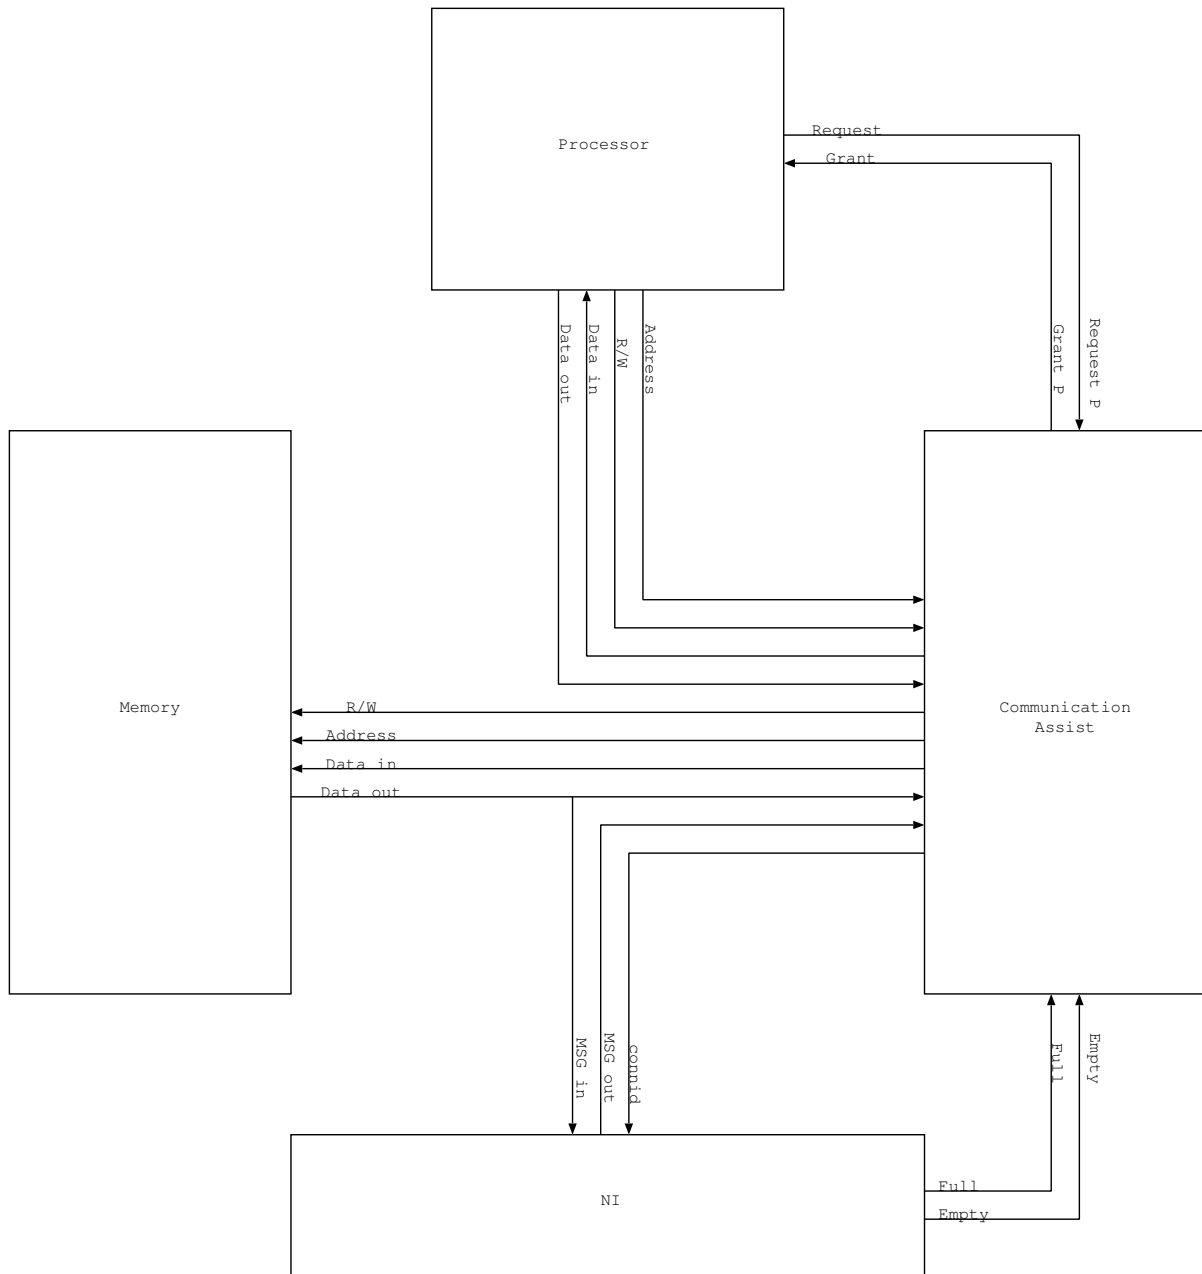 Processor
Request
Grant
Data out
Data in
R/W
Address
Grant P
Request P
Memory
R/W
Address
Data in
Data out
Communication
Assist
MSG in
MSG out
connid
Full
Empty
NI
Full
Empty